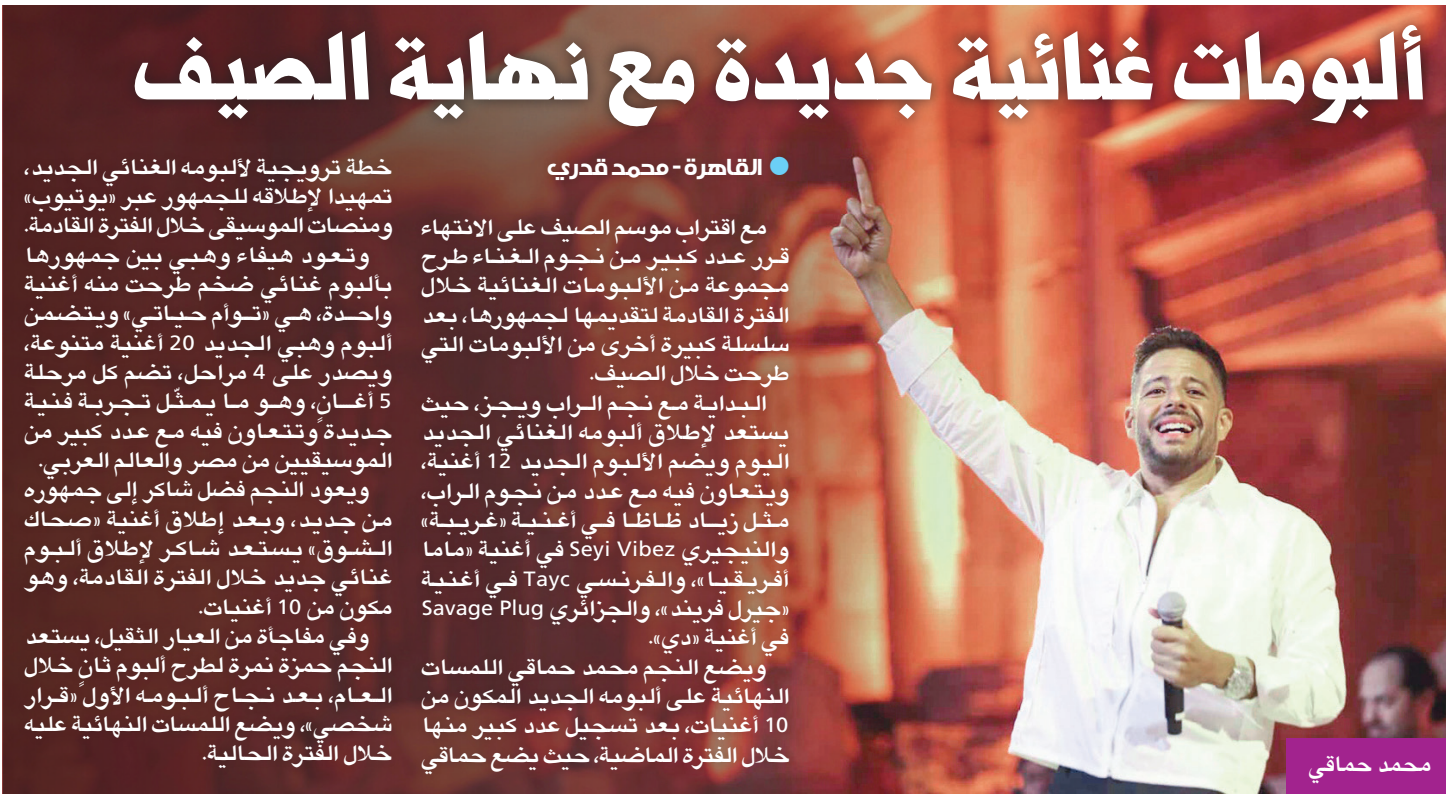 ألبومات غنائية جديدة مع نهاية الصيف
القاهرة - محمد قدري
مع اقتراب موسم الصيف على الانتهاء
قرر عدد كبير من نجوم الغناء طرح
مجموعة من الألبومات الغنائية خلال
الفترة القادمة لتقديمها لجمهورها، بعد
سلسلة كبيرة أخرى من الألبومات التي
طرحت خلال الصيف.
البداية مع نجم الراب ويجز، حيث
يستعد لإطلاق ألبومه الغنائي الجديد
اليوم ويضم الألبوم الجديد 12 أغنية،
ويتعاون فيه مع عدد من نجوم الراب،
مثل زياد ظاظا في أغنية «غريبة»
والنيجيري Seyi Vibez في أغنية «ماما
أفريقيا»، والفرنسي Tayc في أغنية
«جيرل فريند»، والجزائري Savage Plug
في أغنية «دي».
ويضع النجم محمد حماقي اللمسات
النهائية على ألبومه الجديد المكون من
10 أغنيات، بعد تسجيل عدد كبير منها
خلال الفترة الماضية، حيث يضع حماقي
خطة ترويجية لألبومه الغنائي الجديد،
تمهيدا لإطلاقه للجمهور عبر «يوتيوب»
ومنصات الموسيقى خلال الفترة القادمة.
وتعود هيفاء وهبي بين جمهورها
بألبوم غنائي ضخم طرحت منه أغنية
واحدة، هي «توأم حياتي» ويتضمن
ألبوم وهبي الجديد 20 أغنية متنوعة،
ويصدر على 4 مراحل، تضم كل مرحلة
5 أغانٍ، وهو ما يمثّل تجربة فنية
جديدة وتتعاون فيه مع عدد كبير من
الموسيقيين من مصر والعالم العربي.
ويعود النجم فضل شاكر إلى جمهوره
من جديد، وبعد إطلاق أغنية «صحاك
الشوق» يستعد شاكر لإطلاق ألبوم
غنائي جديد خلال الفترة القادمة، وهو
مكون من 10 أغنيات.
وفي مفاجأة من العيار الثقيل، يستعد
النجم حمزة نمرة لطرح ألبوم ثانٍ خلال
العام، بعد نجاح ألبومه الأول «قرار
شخصي»، ويضع اللمسات النهائية عليه
خلال الفترة الحالية.
محمد حماقي